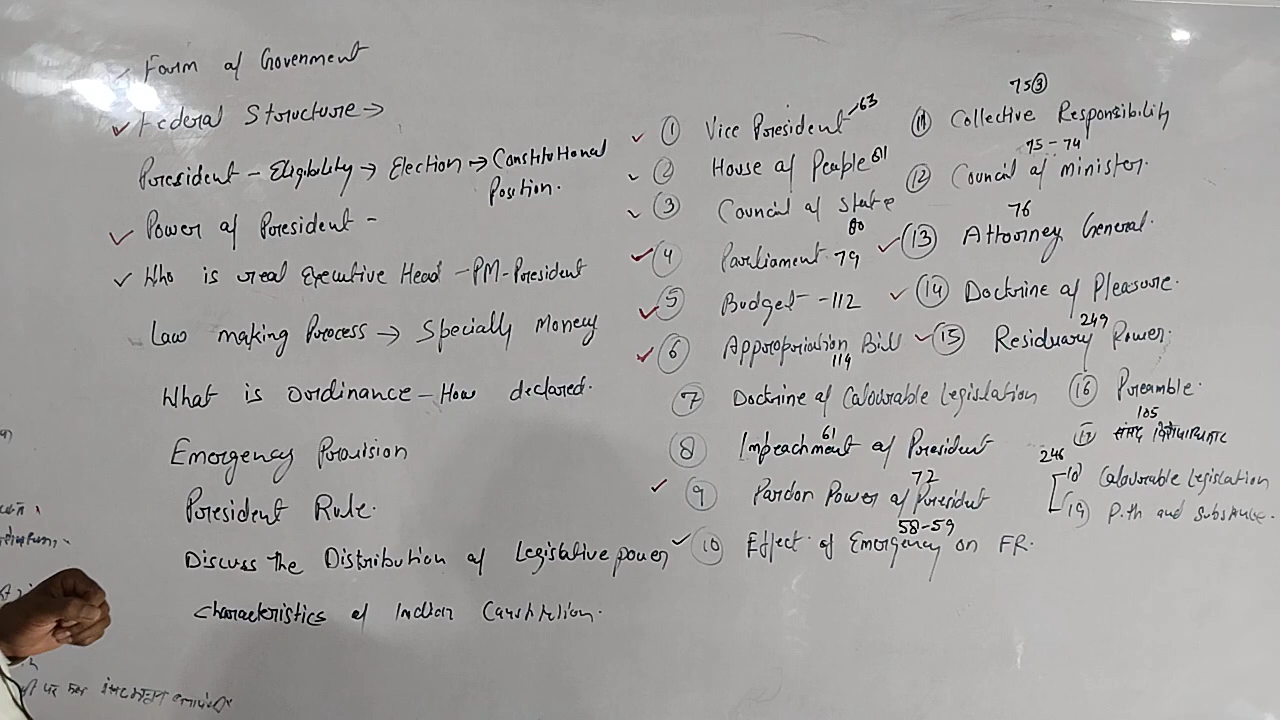 Form of Govenment
Federal Structure →
President - Eligibility → Election → Constitutional
Position.
Power of President -
Who is real Executive Head - PM - President
Law making Process → Specially Money
What is ordinance - How declared.
Emergency Provision
President Rule.
Discuss the Distribution of Legislative power
characteristics of Indian Constitution.
① Vice President - 63
② House of People 81
③ Council of State
80
④ Parliament 79
⑤ Budget - - 112
⑥ Appropriation Bill
114
⑦ Doctrine of Colourable Legislation
61
⑧ Impeachment of President
72
⑨ Pardon Power of President
58-59
⑩ Effect of Emergency on FR.
75③
⑪ Collective Responsibility
75 - 74
⑫ Council of minister.
76
⑬ Attorney General.
⑭ Doctrine of Pleasure.
249
⑮ Residuary Power.
⑯ Preamble.
105
⑰ संसद
246
18 Colourable Legislation
19 Pith and Substance.